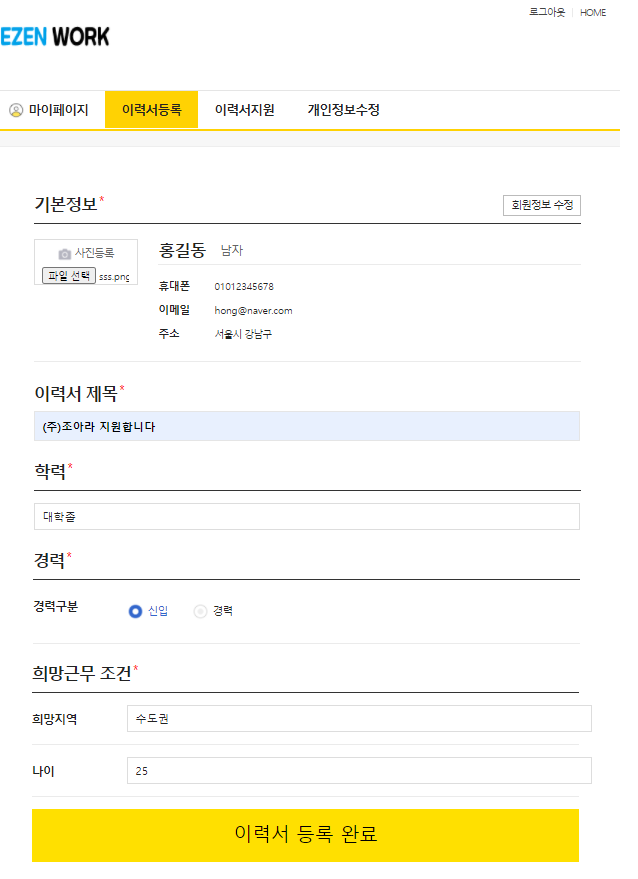 로그아웃 | HOME
EZEN WORK
마이페이지 이력서등록 이력서지원 개인정보수정
기본정보* 회원정보 수정
사진등록
파일 선택 sss.png
홍길동 남자
휴대폰 01012345678
이메일 hong@naver.com
주소 서울시 강남구
이력서 제목*
(주)조아라 지원합니다
학력*
대학졸
경력*
경력구분 신입 경력
희망근무 조건*
희망지역 수도권
나이 25
이력서 등록 완료